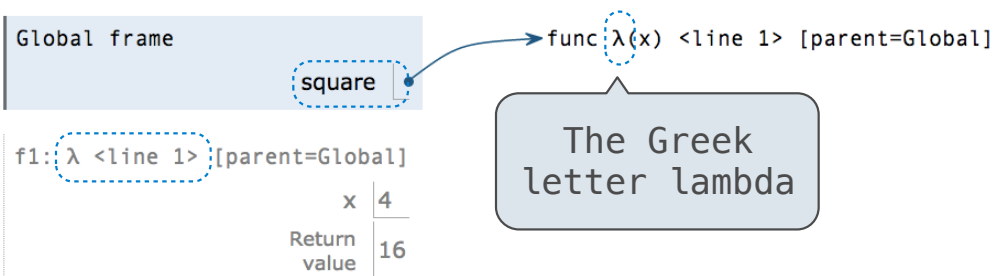 Global frame
func λ(x) <line 1> [parent=Global]
square
The Greek
letter lambda
f1: λ <line 1> [parent=Global]
x 4
Return
value 16